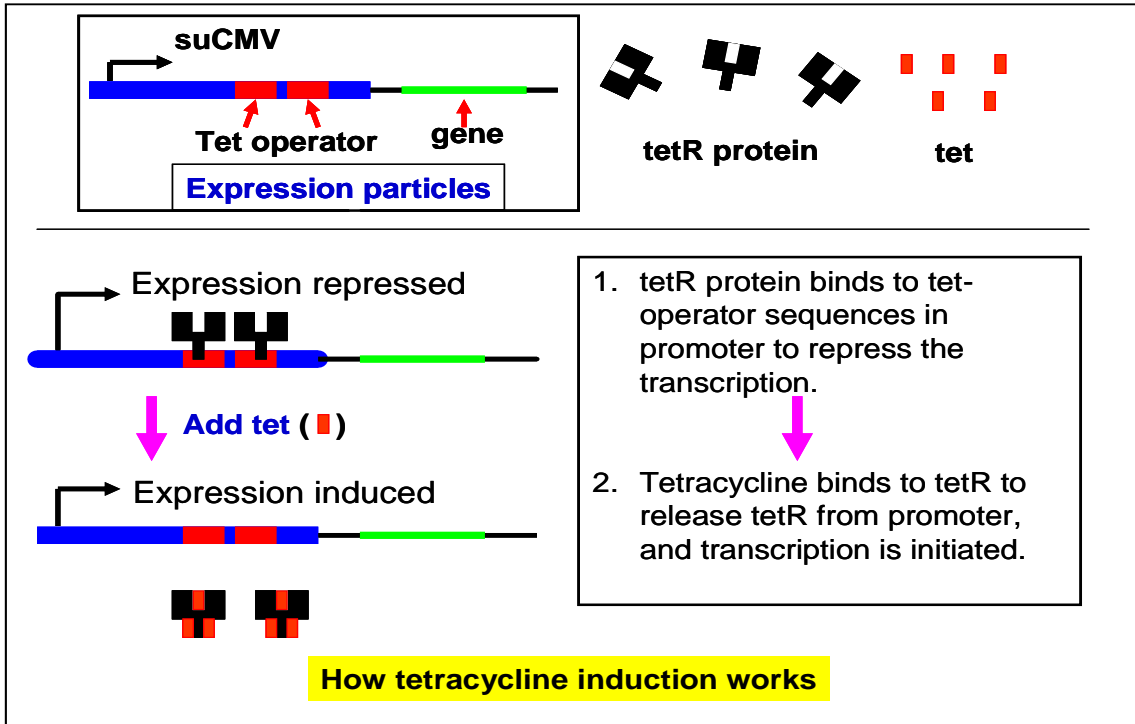 suCMV
Tet operator
gene
Expression particles
tetR protein
tet
Expression repressed
Add tet ( )
Expression induced
1. tetR protein binds to tet-
operator sequences in
promoter to repress the
transcription.
2. Tetracycline binds to tetR to
release tetR from promoter,
and transcription is initiated.
How tetracycline induction works